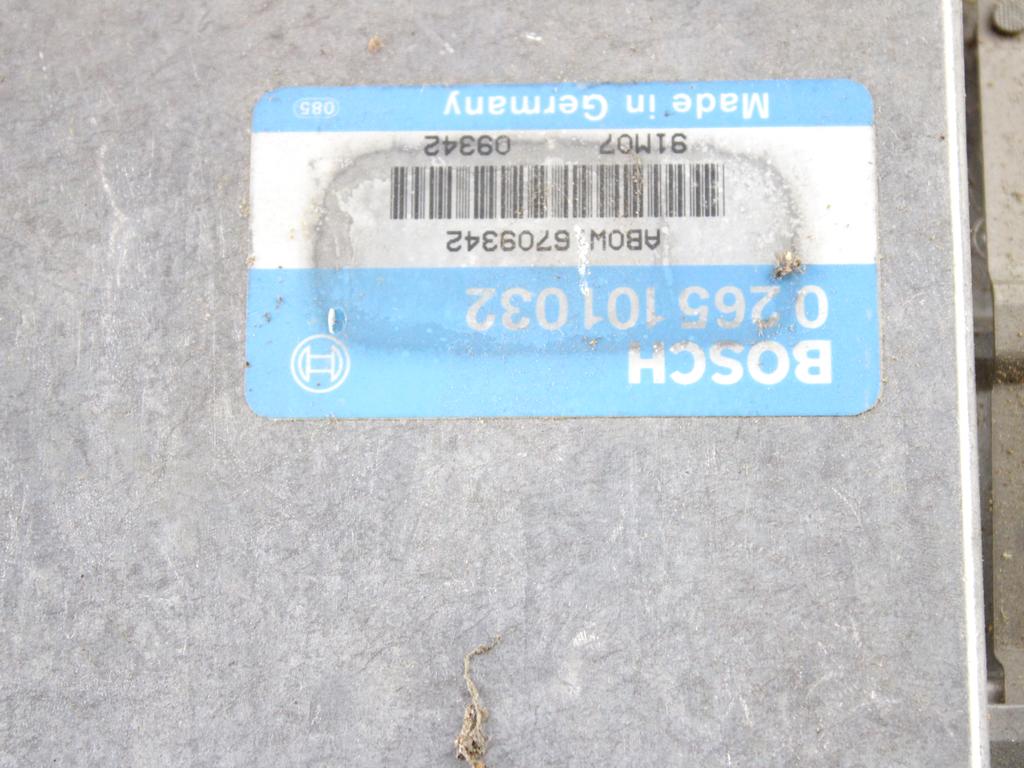 BOSCH
0 265 101 032
ABOW 6709342
91M07 09342
Made in Germany 085